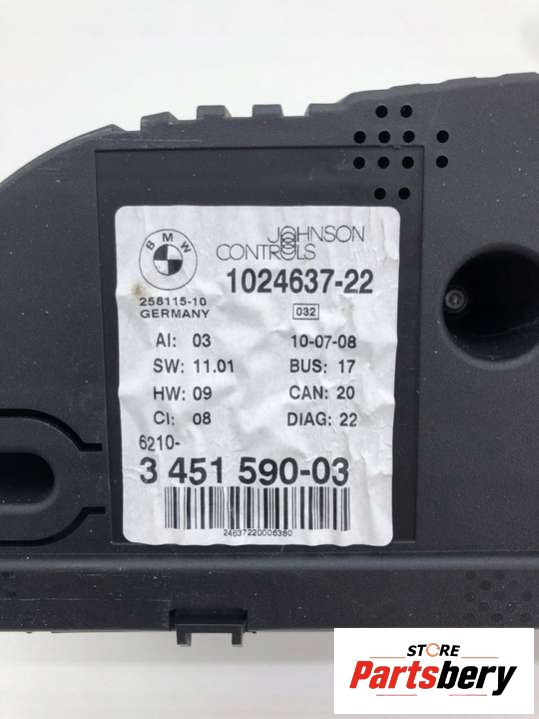 BMW
JOHNSON
CONTROLS
1024637-22
258115-10
GERMANY
032
AI: 03 10-07-08
SW: 11.01 BUS: 17
HW: 09 CAN: 20
CI: 08 DIAG: 22
6210-
3 451 590-03
24637220006380
STORE
Partsbery